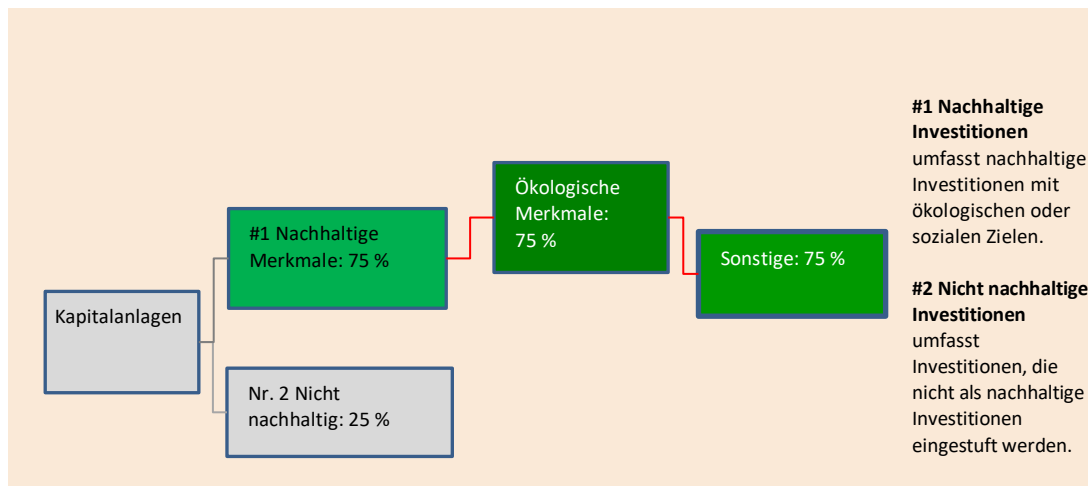 Kapitalanlagen
#1 Nachhaltige
Merkmale: 75 %
Nr. 2 Nicht
nachhaltig: 25 %
Ökologische
Merkmale:
75 %
Sonstige: 75 %
#1 Nachhaltige
Investitionen
umfasst nachhaltige
Investitionen mit
ökologischen oder
sozialen Zielen.
#2 Nicht nachhaltige
Investitionen
umfasst
Investitionen, die
nicht als nachhaltige
Investitionen
eingestuft werden.